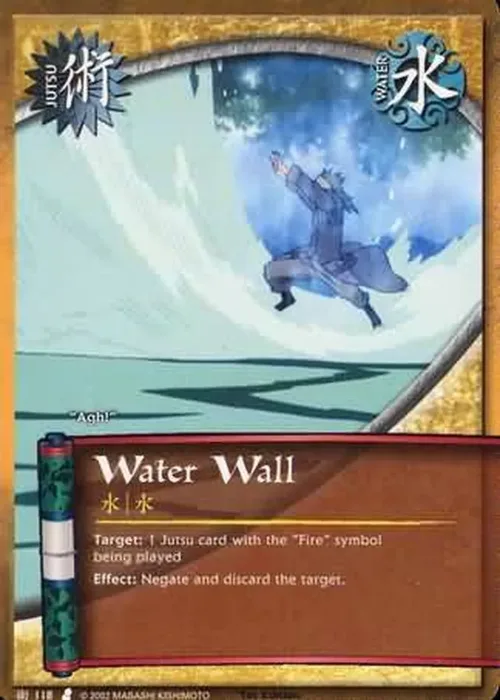 JUTSU 術
WATER 水
"Agh!"
Water Wall
水 | 水
Target: 1 Jutsu card with the "Fire" symbol
being played
Effect: Negate and discard the target.
118 © 2002 MASASHI KISHIMOTO